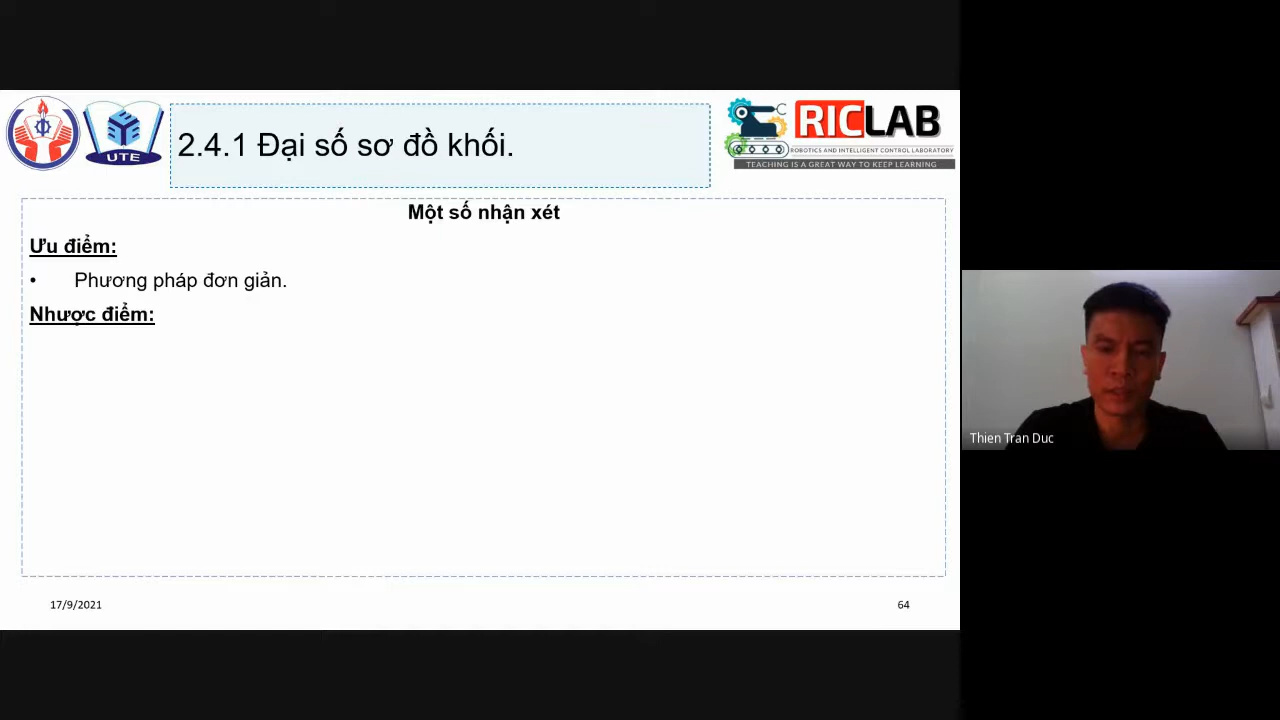 UTE
2.4.1 Đại số sơ đồ khối.
RICLAB
ROBOTICS AND INTELLIGENT CONTROL LABORATORY
TEACHING IS A GREAT WAY TO KEEP LEARNING
Một số nhận xét
Ưu điểm:
• Phương pháp đơn giản.
Nhược điểm:
Thien Tran Duc
17/9/2021
64